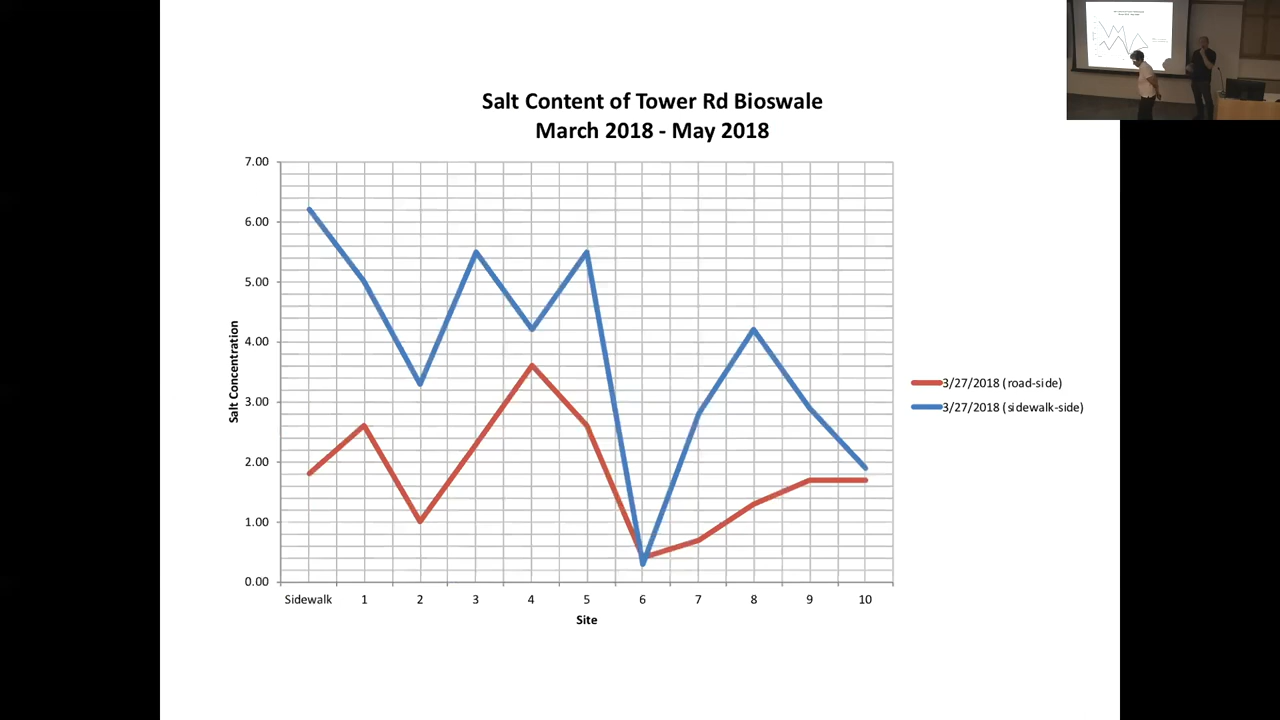 Salt Content of Tower Rd Bioswale
March 2018 - May 2018
7.00
6.00
5.00
4.00
3.00
2.00
1.00
0.00
Salt Concentration
Sidewalk 1 2 3 4 5 6 7 8 9 10
Site
3/27/2018 (road-side)
3/27/2018 (sidewalk-side)